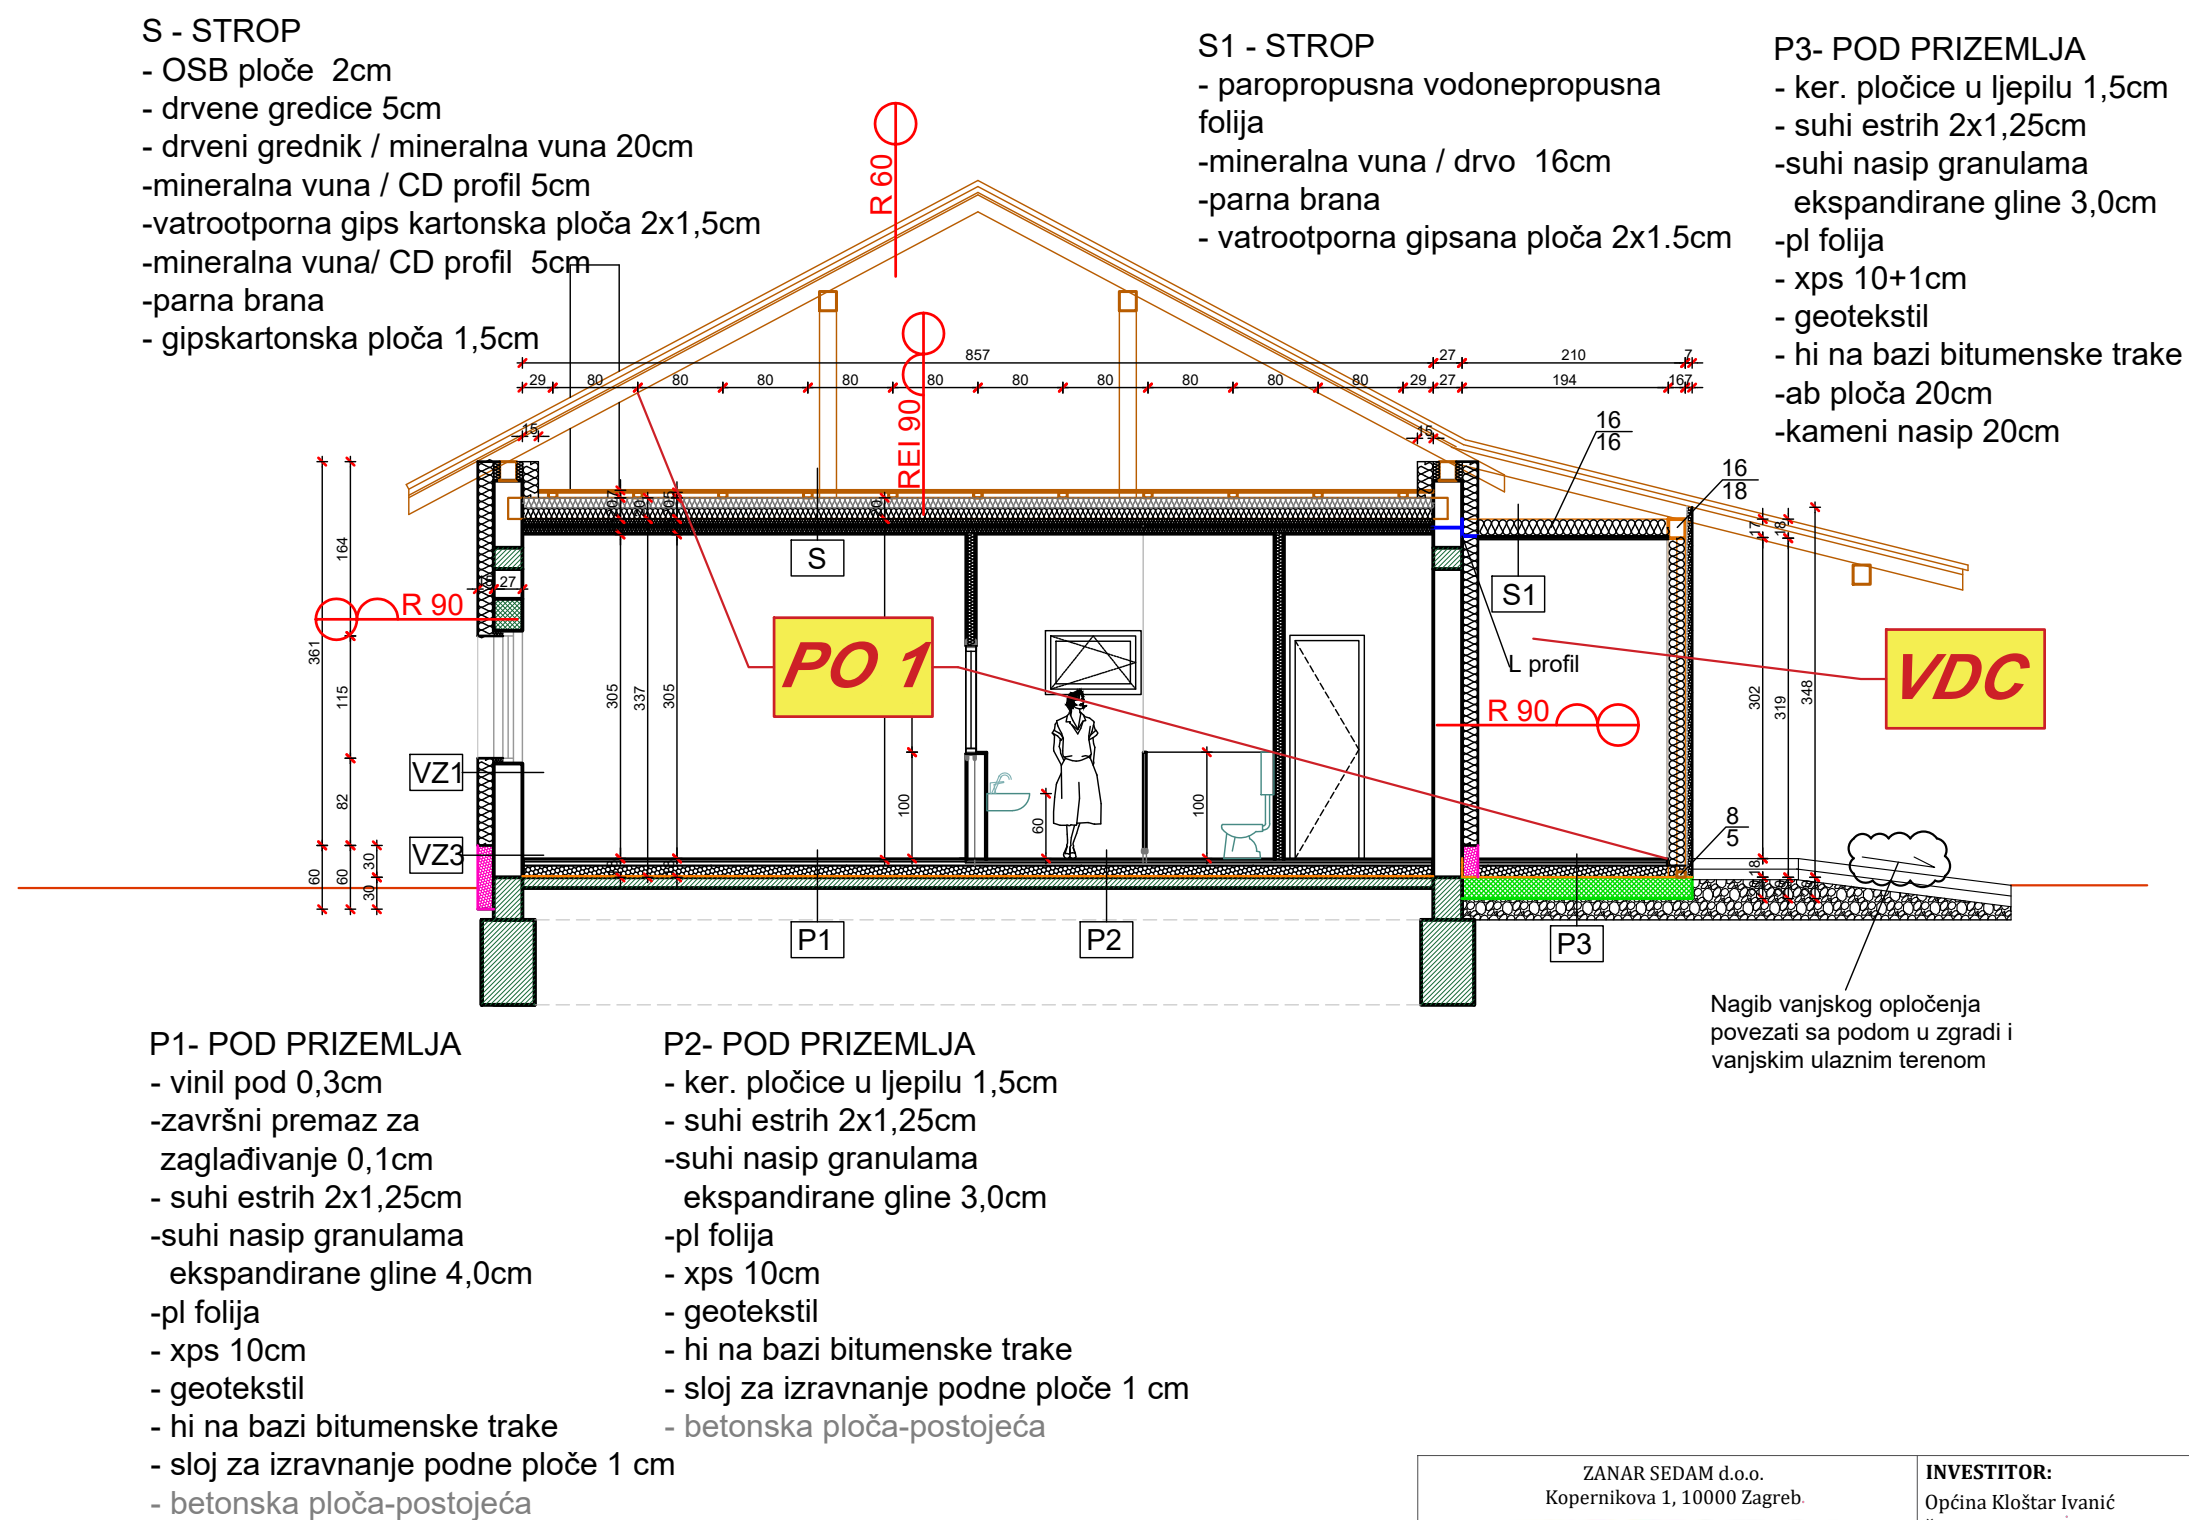 S - STROP
- OSB ploče  2cm
- drvene gredice 5cm
- drveni grednik / mineralna vuna 20cm
-mineralna vuna / CD profil 5cm
-vatrootporna gips kartonska ploča 2x1,5cm
-mineralna vuna/ CD profil  5cm
-parna brana
- gipskartonska ploča 1,5cm
S1 - STROP
- paropropusna vodonepropusna
folija
-mineralna vuna / drvo  16cm
-parna brana
- vatrootporna gipsana ploča 2x1.5cm
P3- POD PRIZEMLJA
- ker. pločice u ljepilu 1,5cm
- suhi estrih 2x1,25cm
-suhi nasip granulama
ekspandirane gline 3,0cm
-pl folija
- xps 10+1cm
- geotekstil
- hi na bazi bitumenske trake
-ab ploča 20cm
-kameni nasip 20cm
R 60
REI 90
857 27 210 7
29 80 80 80 80 80 80 80 80 80 80 29 27 194 16 7
15 15
16
16
16
18
S
S1
R 90
27
164
361
115
82
60
60
30
30
305
337
305
PO 1
VDC
L profil
R 90
302
319
348
17
18
100
60
100
8
5
VZ1
VZ3
P1
P2
P3
Nagib vanjskog opločenja
povezati sa podom u zgradi i
vanjskim ulaznim terenom
P1- POD PRIZEMLJA
- vinil pod 0,3cm
-završni premaz za
zaglađivanje 0,1cm
- suhi estrih 2x1,25cm
-suhi nasip granulama
ekspandirane gline 4,0cm
-pl folija
- xps 10cm
- geotekstil
- hi na bazi bitumenske trake
- sloj za izravnanje podne ploče 1 cm
- betonska ploča-postojeća
P2- POD PRIZEMLJA
- ker. pločice u ljepilu 1,5cm
- suhi estrih 2x1,25cm
-suhi nasip granulama
ekspandirane gline 3,0cm
-pl folija
- xps 10cm
- geotekstil
- hi na bazi bitumenske trake
- sloj za izravnanje podne ploče 1 cm
- betonska ploča-postojeća
ZANAR SEDAM d.o.o.
Kopernikova 1, 10000 Zagreb
INVESTITOR:
Općina Kloštar Ivanić